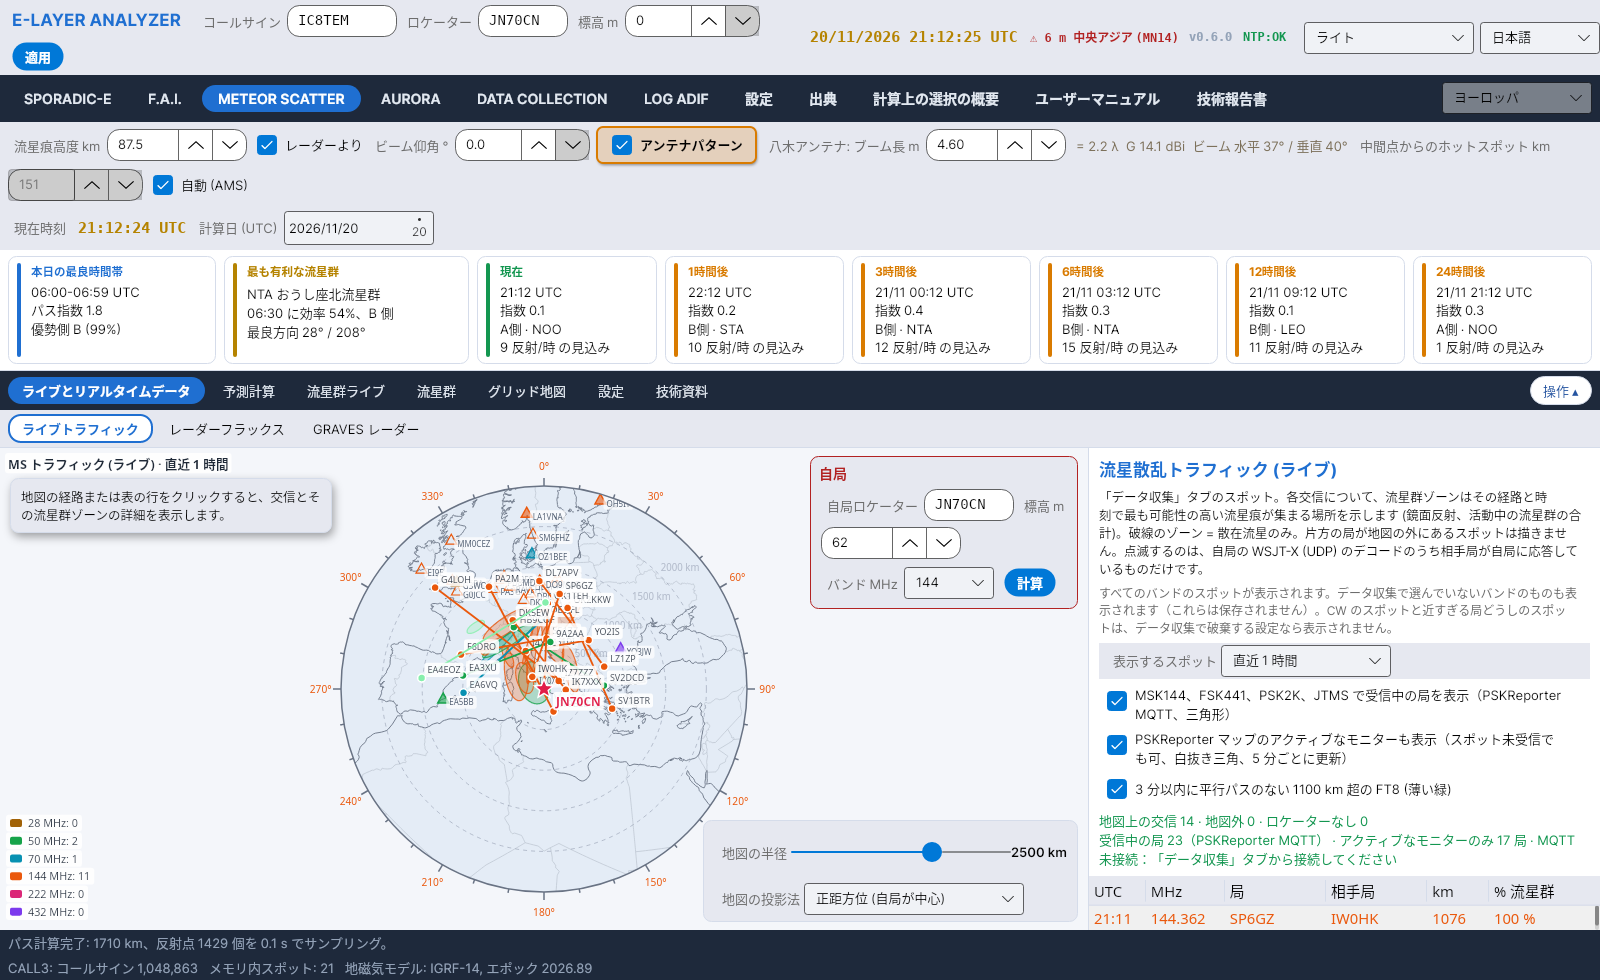 E-LAYER ANALYZER コールサイン IC8TEM ロケーター JN70CN 標高 m 0
適用
20/11/2026 21:12:25 UTC ⚠ 6 m 中央アジア (MN14) v0.6.0 NTP:OK ライト 日本語
SPORADIC-E F.A.I. METEOR SCATTER AURORA DATA COLLECTION LOG ADIF 設定 出典 計算上の選択の概要 ユーザーマニュアル 技術報告書 ヨーロッパ
流星痕高度 km 87.5 レーダーより ビーム仰角 ° 0.0 アンテナパターン 八木アンテナ: ブーム長 m 4.60 = 2.2 λ G 14.1 dBi ビーム 水平 37° / 垂直 40° 中間点からのホットスポット km
151 自動 (AMS)
現在時刻 21:12:24 UTC 計算日 (UTC) 2026/11/20 20
本日の最良時間帯
06:00-06:59 UTC
パス指数 1.8
優勢側 B (99%)
最も有利な流星群
NTA おうし座北流星群
06:30 に効率 54%、B 側
最良方向 28° / 208°
現在
21:12 UTC
指数 0.1
A側 · NOO
9 反射/時 の見込み
1時間後
22:12 UTC
指数 0.2
B側 · STA
10 反射/時 の見込み
3時間後
21/11 00:12 UTC
指数 0.4
B側 · NTA
12 反射/時 の見込み
6時間後
21/11 03:12 UTC
指数 0.3
B側 · NTA
15 反射/時 の見込み
12時間後
21/11 09:12 UTC
指数 0.1
B側 · LEO
11 反射/時 の見込み
24時間後
21/11 21:12 UTC
指数 0.3
A側 · NOO
1 反射/時 の見込み
ライブとリアルタイムデータ 予測計算 流星群ライブ 流星群 グリッド地図 設定 技術資料 操作 ▴
ライブトラフィック レーダーフラックス GRAVES レーダー
MS トラフィック (ライブ) · 直近 1 時間
地図の経路または表の行をクリックすると、交信とそ
の流星群ゾーンの詳細を表示します。
0°
30°
60°
90°
120°
150°
180°
210°
240°
270°
300°
330°
2000 km
1500 km
LA1VNA
SM6FHZ
OZ1BEF
MM0CEZ
G4LOH
G0JCC
PA2M
DL7APV
SP6GZ
DK5EW
9A2AA
YO2IS
LZ1ZP
EA4EOZ
EA3XU
EA6VQ
EA5BB
IW0HK
IK7XXX
SV2DCD
SV1BTR
JN70CN
28 MHz: 0
50 MHz: 2
70 MHz: 1
144 MHz: 11
222 MHz: 0
432 MHz: 0
自局
自局ロケーター JN70CN 標高 m
62
バンド MHz 144 計算
地図の半径 2500 km
地図の投影法 正距方位 (自局が中心)
流星散乱トラフィック (ライブ)
「データ収集」タブのスポット。各交信について、流星群ゾーンはその経路と時
刻で最も可能性の高い流星痕が集まる場所を示します (鏡面反射、活動中の流星群の合
計)。破線のゾーン = 散在流星のみ。片方の局が地図の外にあるスポットは描きませ
ん。点滅するのは、自局の WSJT-X (UDP) のデコードのうち相手局が自局に応答して
いるものだけです。
すべてのバンドのスポットが表示されます。データ収集で選んでいないバンドのものも表
示されます（これらは保存されません）。CW のスポットと近すぎる局どうしのスポッ
トは、データ収集で破棄する設定なら表示されません。
表示するスポット 直近 1 時間
MSK144、FSK441、PSK2K、JTMS で受信中の局を表示（PSKReporter
MQTT、三角形）
PSKReporter マップのアクティブなモニターも表示（スポット未受信で
も可、白抜き三角、5 分ごとに更新）
3 分以内に平行パスのない 1100 km 超の FT8 (薄い緑)
地図上の交信 14 · 地図外 0 · ロケーターなし 0
受信中の局 23（PSKReporter MQTT） · アクティブなモニターのみ 17 局 · MQTT
未接続：「データ収集」タブから接続してください
UTC MHz 局 相手局 km % 流星群
21:11 144.362 SP6GZ IW0HK 1076 100 %
パス計算完了: 1710 km、反射点 1429 個を 0.1 s でサンプリング。
CALL3: コールサイン 1,048,863 メモリ内スポット: 21 地磁気モデル: IGRF-14, エポック 2026.89